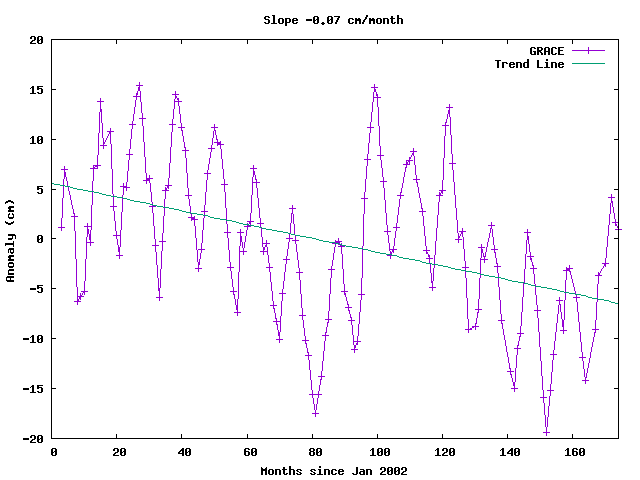 Slope -0.07 cm/month
GRACE
Trend Line
20
15
10
5
0
-5
-10
-15
-20
Anomaly (cm)
0 20 40 60 80 100 120 140 160
Months since Jan 2002